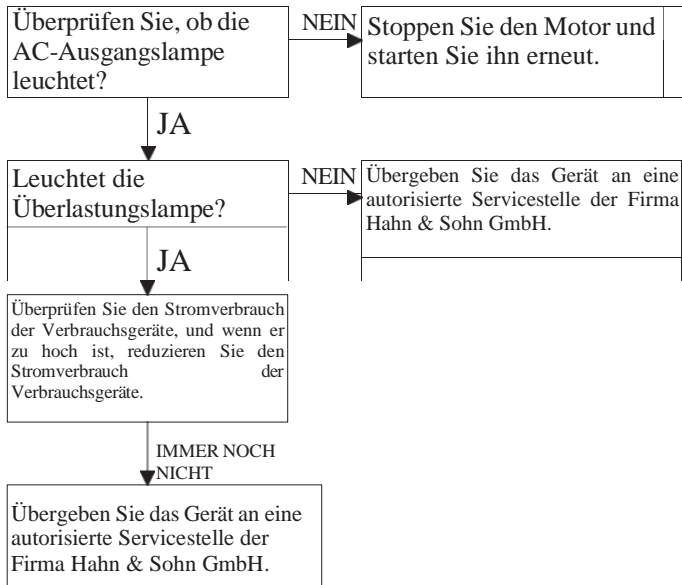 Überprüfen Sie, ob die
AC-Ausgangslampe
leuchtet?
NEIN
Stoppen Sie den Motor und
starten Sie ihn erneut.
JA
Leuchtet die
Überlastungslampe?
NEIN
Übergeben Sie das Gerät an eine
autorisierte Servicestelle der Firma
Hahn & Sohn GmbH.
JA
Überprüfen Sie den Stromverbrauch
der Verbrauchsgeräte, und wenn er
zu hoch ist, reduzieren Sie den
Stromverbrauch der
Verbrauchsgeräte.
IMMER NOCH
NICHT
Übergeben Sie das Gerät an eine
autorisierte Servicestelle der
Firma Hahn & Sohn GmbH.